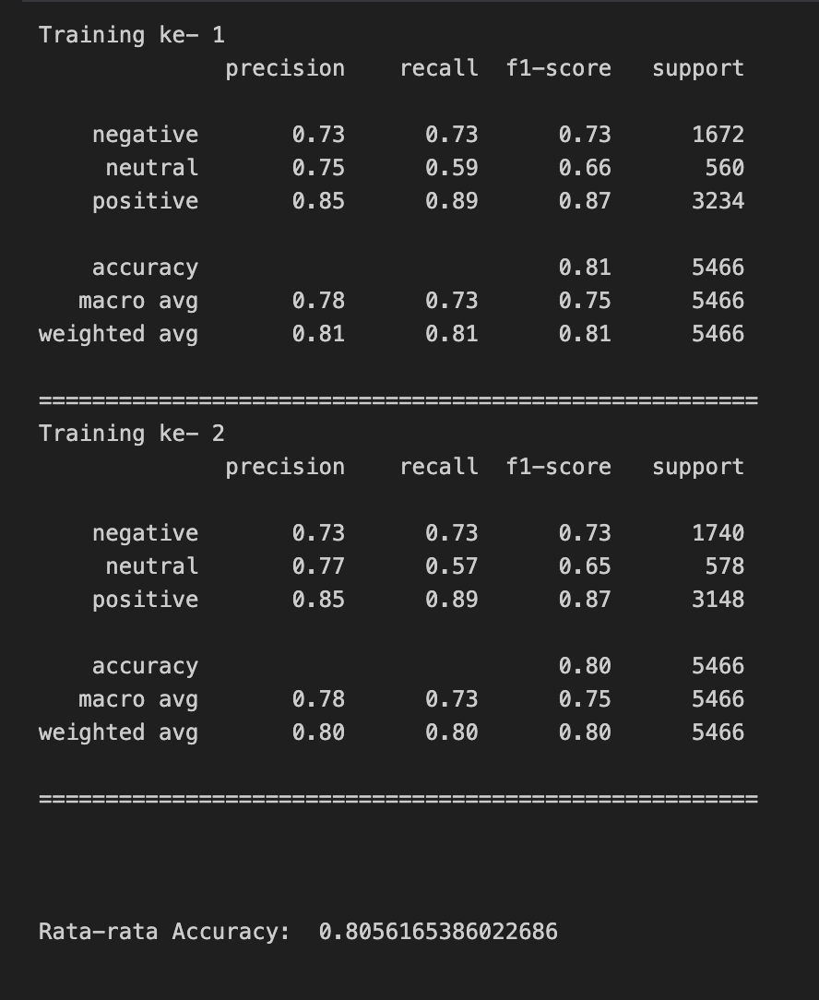 Training ke- 1
precision recall f1-score support
negative 0.73 0.73 0.73 1672
neutral 0.75 0.59 0.66 560
positive 0.85 0.89 0.87 3234
accuracy 0.81 5466
macro avg 0.78 0.73 0.75 5466
weighted avg 0.81 0.81 0.81 5466
======================================================
Training ke- 2
precision recall f1-score support
negative 0.73 0.73 0.73 1740
neutral 0.77 0.57 0.65 578
positive 0.85 0.89 0.87 3148
accuracy 0.80 5466
macro avg 0.78 0.73 0.75 5466
weighted avg 0.80 0.80 0.80 5466
======================================================
Rata-rata Accuracy: 0.8056165386022686